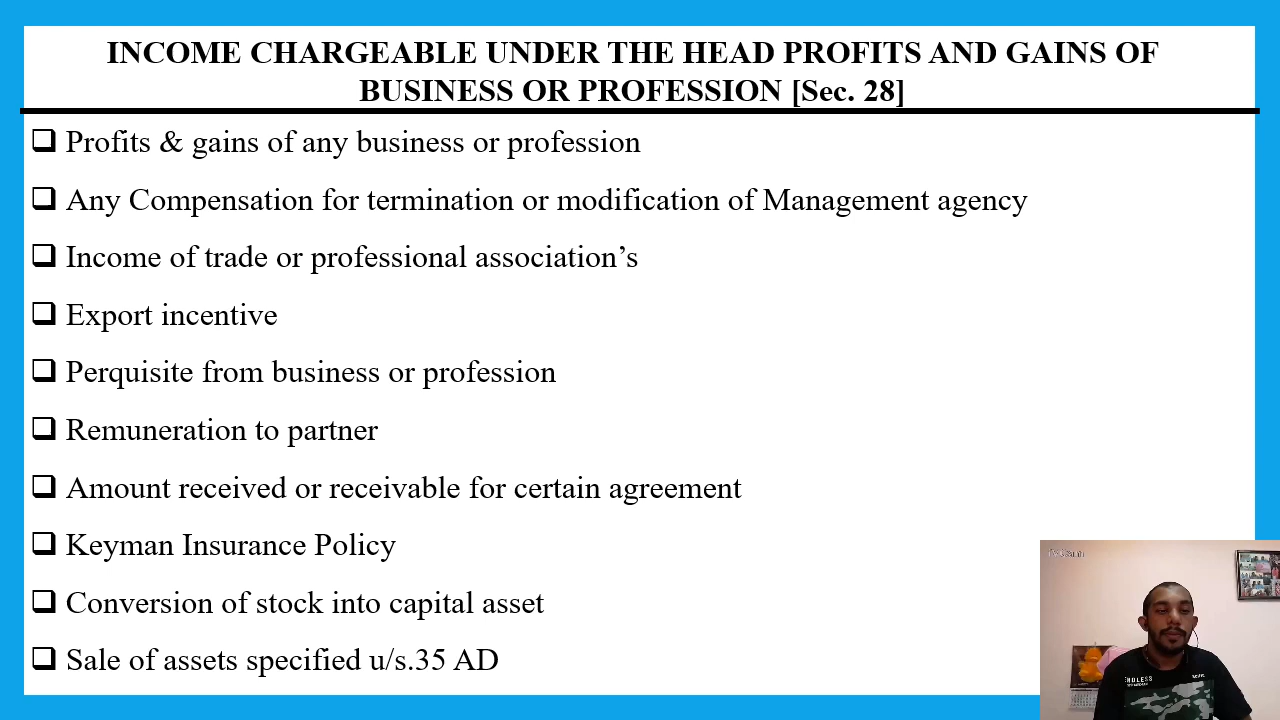 INCOME CHARGEABLE UNDER THE HEAD PROFITS AND GAINS OF
BUSINESS OR PROFESSION [Sec. 28]
❑ Profits & gains of any business or profession
❑ Any Compensation for termination or modification of Management agency
❑ Income of trade or professional association’s
❑ Export incentive
❑ Perquisite from business or profession
❑ Remuneration to partner
❑ Amount received or receivable for certain agreement
❑ Keyman Insurance Policy
❑ Conversion of stock into capital asset
❑ Sale of assets specified u/s.35 AD